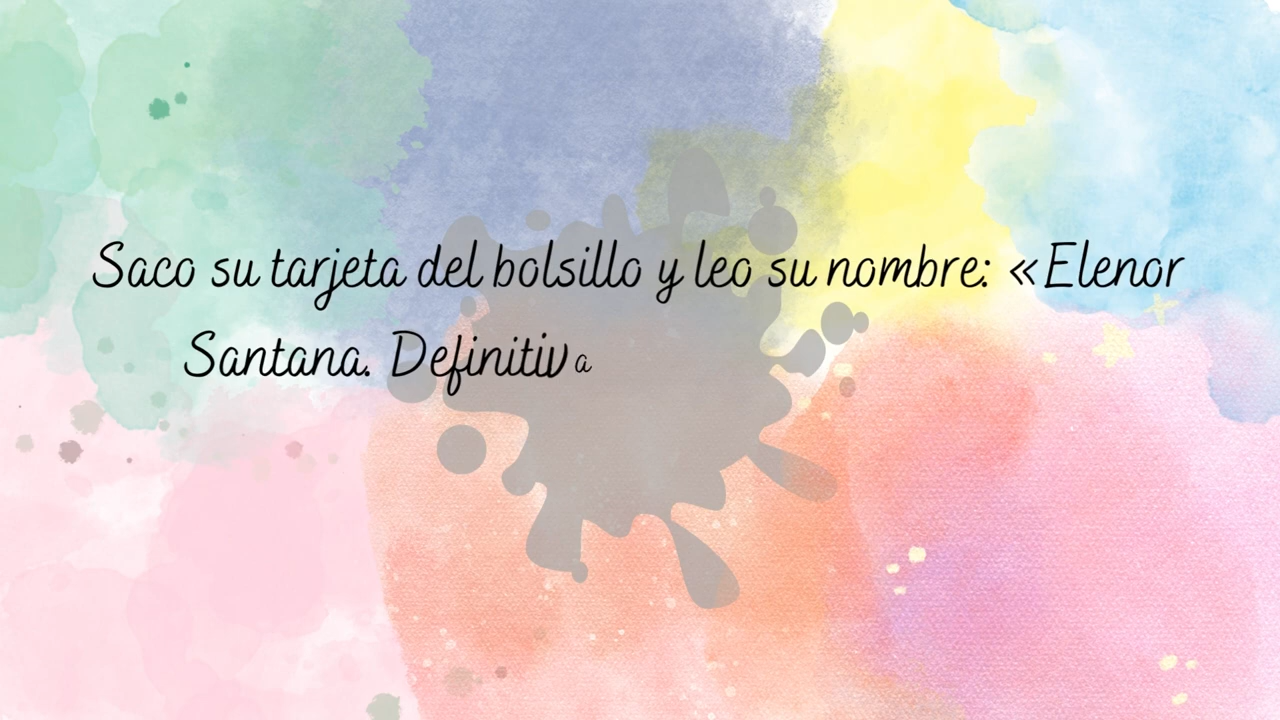 Saco su tarjeta del bolsillo y leo su nombre: «Elenor
Santana. Definitiva